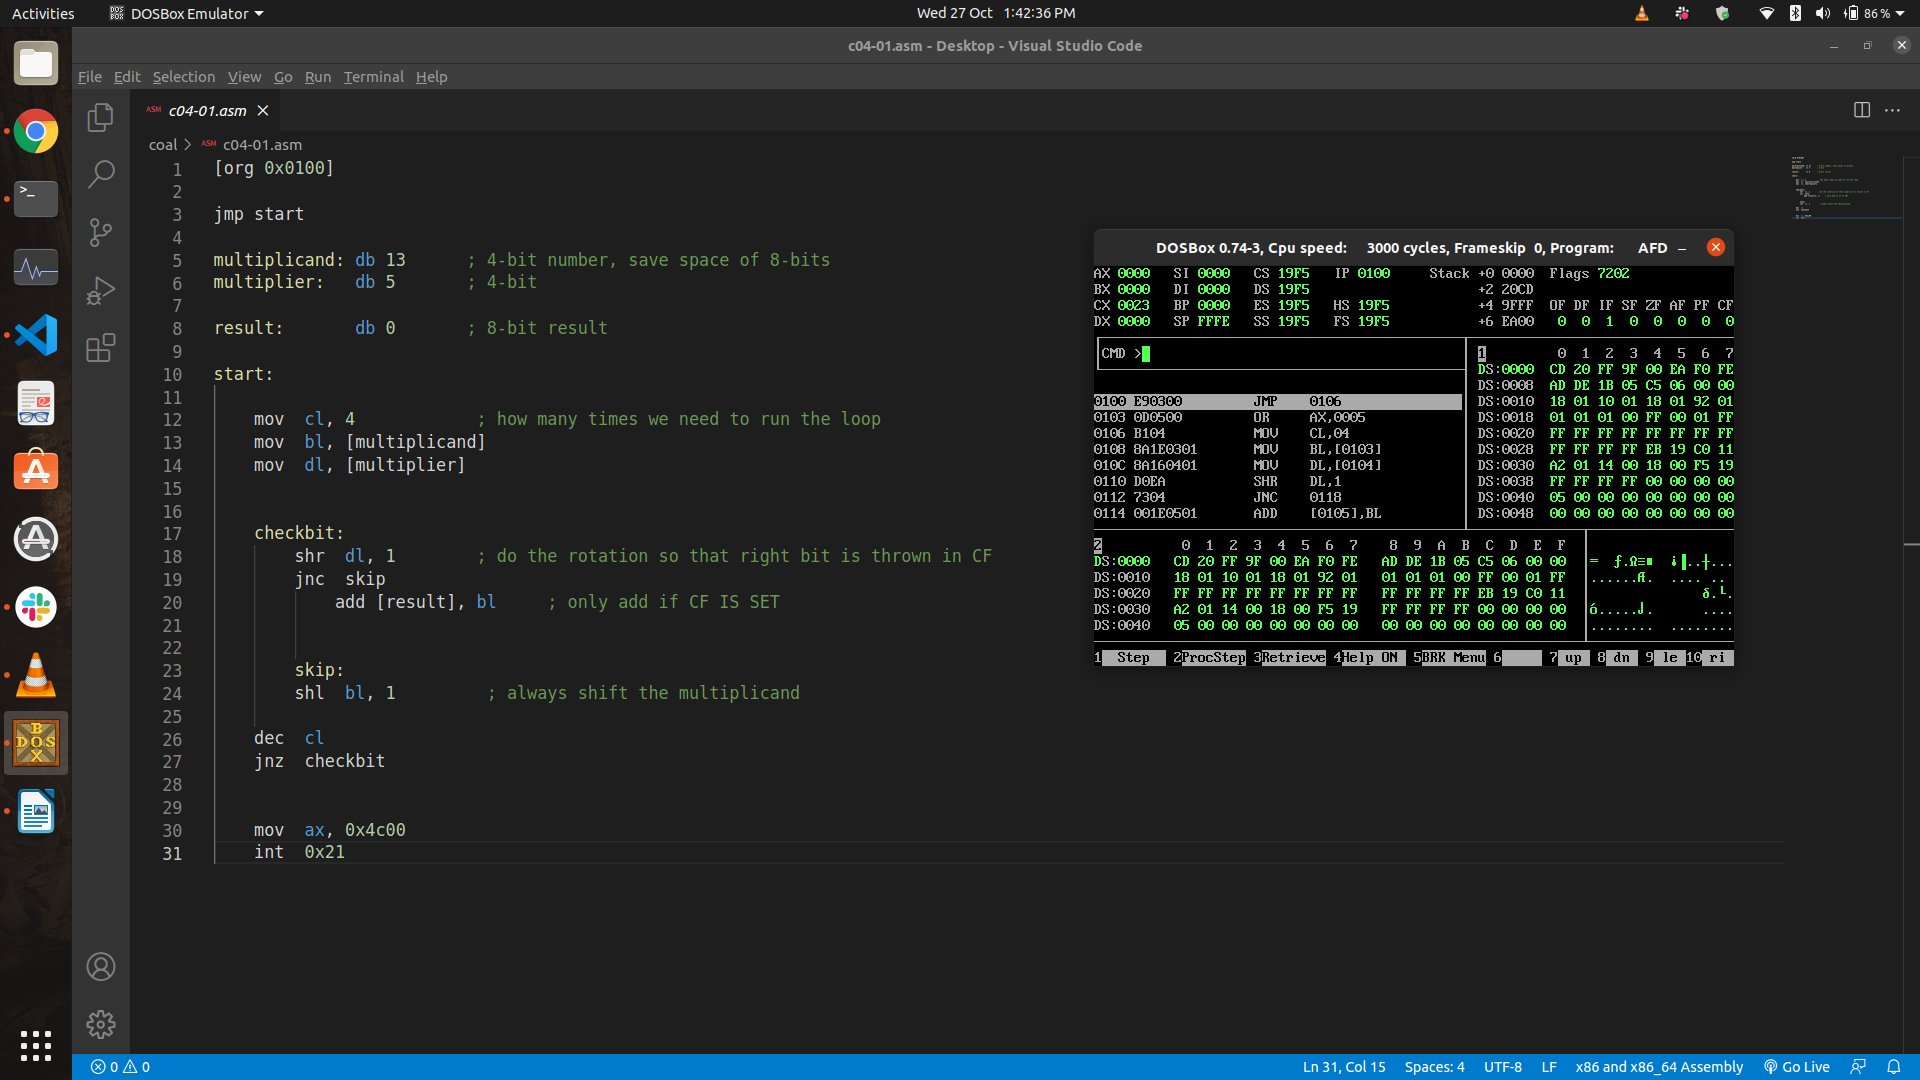 Activities DOSBox Emulator Wed 27 Oct 1:42:36 PM 86 %
c04-01.asm - Desktop - Visual Studio Code
File Edit Selection View Go Run Terminal Help
ASM c04-01.asm
coal > ASM c04-01.asm
1 [org 0x0100]
2
3 jmp start
4
5 multiplicand: db 13 ; 4-bit number, save space of 8-bits
6 multiplier: db 5 ; 4-bit
7
8 result: db 0 ; 8-bit result
9
10 start:
11
12 mov cl, 4 ; how many times we need to run the loop
13 mov bl, [multiplicand]
14 mov dl, [multiplier]
15
16
17 checkbit:
18 shr dl, 1 ; do the rotation so that right bit is thrown in CF
19 jnc skip
20 add [result], bl ; only add if CF IS SET
21
22
23 skip:
24 shl bl, 1 ; always shift the multiplicand
25
26 dec cl
27 jnz checkbit
28
29
30 mov ax, 0x4c00
31 int 0x21
DOSBox 0.74-3, Cpu speed: 3000 cycles, Frameskip 0, Program: AFD
AX 0000 SI 0000 CS 19F5 IP 0100 Stack +0 0000 Flags 7202
BX 0000 DI 0000 DS 19F5 +2 20CD
CX 0023 BP 0000 ES 19F5 HS 19F5 +4 9FFF OF DF IF SF ZF AF PF CF
DX 0000 SP FFFE SS 19F5 FS 19F5 +6 EA00 0 0 1 0 0 0 0 0
CMD >
0100 E90300 JMP 0106
0103 0D0500 OR AX,0005
0106 B104 MOV CL,04
0108 8A1E0301 MOV BL,[0103]
010C 8A160401 MOV DL,[0104]
0110 D0EA SHR DL,1
0112 7304 JNC 0118
0114 001E0501 ADD [0105],BL
1 0 1 2 3 4 5 6 7
DS:0000 CD 20 FF 9F 00 EA F0 FE
DS:0008 AD DE 1B 05 C5 06 00 00
DS:0010 18 01 10 01 18 01 92 01
DS:0018 01 01 01 00 FF 00 01 FF
DS:0020 FF FF FF FF FF FF FF FF
DS:0028 FF FF FF FF EB 19 C0 11
DS:0030 A2 01 14 00 18 00 F5 19
DS:0038 FF FF FF FF 00 00 00 00
DS:0040 05 00 00 00 00 00 00 00
DS:0048 00 00 00 00 00 00 00 00
2 0 1 2 3 4 5 6 7 8 9 A B C D E F
DS:0000 CD 20 FF 9F 00 EA F0 FE AD DE 1B 05 C5 06 00 00
DS:0010 18 01 10 01 18 01 92 01 01 01 01 00 FF 00 01 FF
DS:0020 FF FF FF FF FF FF FF FF FF FF FF FF EB 19 C0 11
DS:0030 A2 01 14 00 18 00 F5 19 FF FF FF FF 00 00 00 00
DS:0040 05 00 00 00 00 00 00 00 00 00 00 00 00 00 00 00
1 Step 2ProcStep 3Retrieve 4Help ON 5BRK Menu 6 7 up 8 dn 9 le 10 ri
0 0 Ln 31, Col 15 Spaces: 4 UTF-8 LF x86 and x86_64 Assembly Go Live